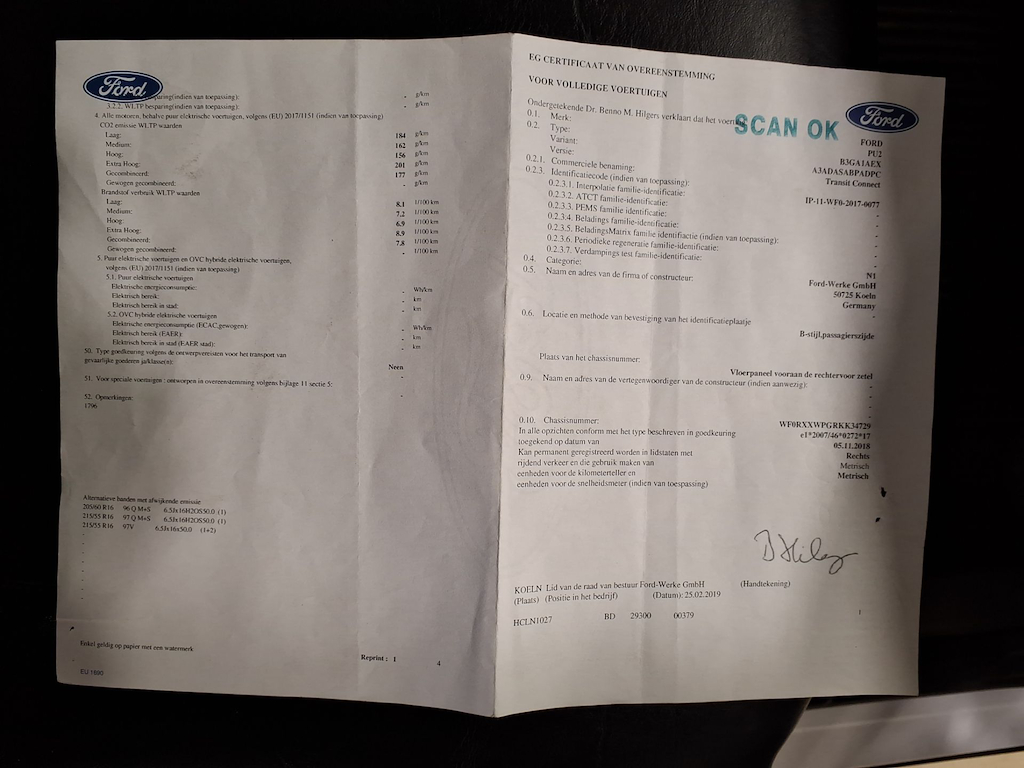 Ford
paring(indien van toepassing): - g/km
3.2.2. WLTP besparing(indien van toepassing): - g/km
4. Alle motoren, behalve puur elektrische voertuigen, volgens (EU) 2017/1151 (indien van toepassing)
CO2 emissie WLTP waarden
Laag: 184 g/km
Medium: 162 g/km
Hoog: 156 g/km
Extra Hoog: 201 g/km
Gecombineerd: 177 g/km
Gewogen gecombineerd: - g/km
Brandstof verbruik WLTP waarden
Laag: 8.1 l/100 km
Medium: 7.2 l/100 km
Hoog: 6.9 l/100 km
Extra Hoog: 8.9 l/100 km
Gecombineerd: 7.8 l/100 km
Gewogen gecombineerd: - l/100 km
5. Puur elektrische voertuigen en OVC hybride elektrische voertuigen,
volgens (EU) 2017/1151 (indien van toepassing)
5.1. Puur elektrische voertuigen
Elektrische energieconsumptie: - Wh/km
Elektrisch bereik: - km
Elektrisch bereik in stad: - km
5.2. OVC hybride elektrische voertuigen
Elektrische energieconsumptie (ECAC,gewogen): - Wh/km
Elektrisch bereik (EAER): - km
Elektrisch bereik in stad (EAER stad): - km
50. Type goedkeuring volgens de ontwerpvereisten voor het transport van
gevaarlijke goederen ja/klasse(n): Neen
51. Voor speciale voertuigen : ontworpen in overeenstemming volgens bijlage 11 sectie 5: -
52. Opmerkingen: -
1796
Alternatieve banden met afwijkende emissie
205/60 R16 96 Q M+S 6.5Jx16H2OS50.0 (1)
215/55 R16 97 Q M+S 6.5Jx16H2OS50.0 (1)
215/55 R16 97V 6.5Jx16x50.0 (1+2)
Enkel geldig op papier met een watermerk
Reprint : 1 4
EU 1690
EG CERTIFICAAT VAN OVEREENSTEMMING
VOOR VOLLEDIGE VOERTUIGEN
Ford
Ondergetekende Dr. Benno M. Hilgers verklaart dat het voert
SCAN OK
0.1. Merk: FORD
0.2. Type: PU2
Variant: B3GA1AEX
Versie: A3ADASABPADPC
0.2.1. Commerciele benaming: Transit Connect
0.2.3. Identificatiecode (indien van toepassing):
0.2.3.1. Interpolatie familie-identificatie: IP-11-WF0-2017-0077
0.2.3.2. ATCT familie-identificatie: -
0.2.3.3. PEMS familie identificatie: -
0.2.3.4. Beladings familie-identificatie: -
0.2.3.5. BeladingsMatrix familie identifictie (indien van toepassing): -
0.2.3.6. Periodieke regeneratie familie-identificatie: -
0.2.3.7. Verdampings test familie-identificatie: -
0.4. Categorie: N1
0.5. Naam en adres van de firma of constructeur: Ford-Werke GmbH
50725 Koeln
Germany
-
0.6. Locatie en methode van bevestiging van het identificatieplaatje
B-stijl,passagierszijde
Plaats van het chassisnummer:
Vloerpaneel vooraan de rechtervoor zetel
0.9. Naam en adres van de vertegenwoordiger van de constructeur (indien aanwezig): -
-
-
-
0.10. Chassisnummer: WF0RXXWPGRKK34729
In alle opzichten conform met het type beschreven in goedkeuring e1*2007/46*0272*17
toegekend op datum van 05.11.2018
Kan permanent geregistreerd worden in lidstaten met Rechts
rijdend verkeer en die gebruik maken van
eenheden voor de kilometerteller en Metrisch
eenheden voor de snelheidsmeter (indien van toespassing) Metrisch
KOELN Lid van de raad van bestuur Ford-Werke GmbH (Handtekening)
(Plaats) (Positie in het bedrijf) (Datum): 25.02.2019
HCLN1027 BD 29300 00379 1